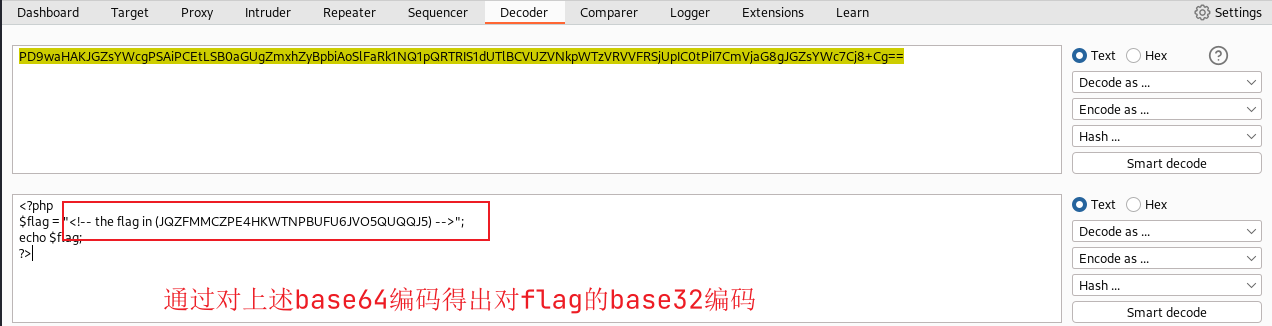 Dashboard Target Proxy Intruder Repeater Sequencer Decoder Comparer Logger Extensions Learn Settings
PD9waHAKJGZsYWcgPSAiPCEtLSB0aGUgZmxhZyBpbiAoSlFaRk1NQ1pQRTRIS1dUTlBCVUZVNkpWTzVRVVFRSjUpIC0tPiI7CmVjaG8gJGZsYWc7Cj8+Cg==
Text Hex
Decode as ...
Encode as ...
Hash ...
Smart decode
<?php
$flag = "<!-- the flag in (JQZFMMCZPE4HKWTNPBUFU6JVO5QUQQJ5) -->";
echo $flag;
?>
通过对上述base64编码得出对flag的base32编码
Text Hex
Decode as ...
Encode as ...
Hash ...
Smart decode